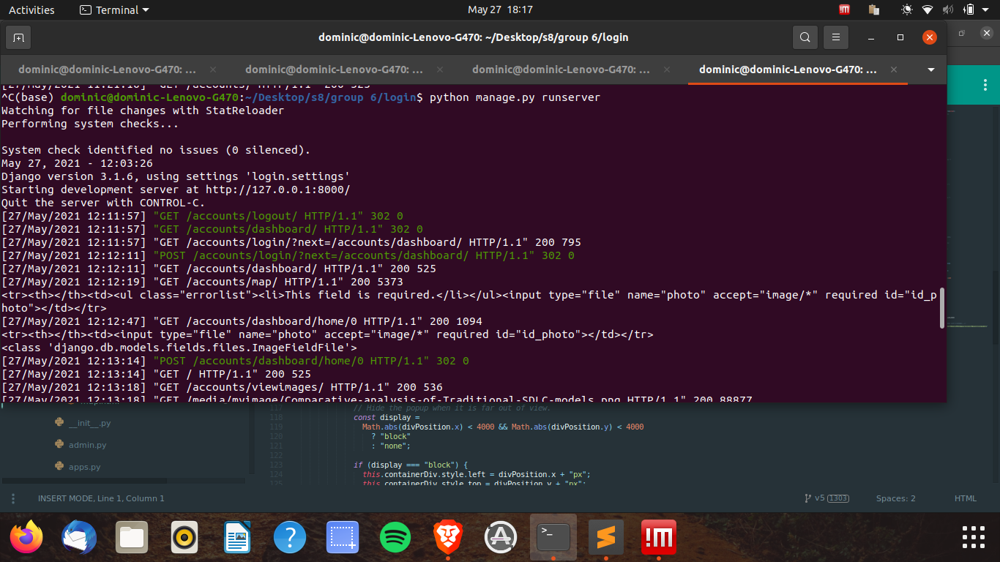 Activities
Terminal
May 27 18:17
dominic@dominic-Lenovo-G470: ~/Desktop/s8/group 6/login
dominic@dominic-Lenovo-G470: ...
dominic@dominic-Lenovo-G470: ...
dominic@dominic-Lenovo-G470: ...
dominic@dominic-Lenovo-G470: ...
^C(base) dominic@dominic-Lenovo-G470:~/Desktop/s8/group 6/login$ python manage.py runserver
Watching for file changes with StatReloader
Performing system checks...
System check identified no issues (0 silenced).
May 27, 2021 - 12:03:26
Django version 3.1.6, using settings 'login.settings'
Starting development server at http://127.0.0.1:8000/
Quit the server with CONTROL-C.
[27/May/2021 12:11:57] "GET /accounts/logout/ HTTP/1.1" 302 0
[27/May/2021 12:11:57] "GET /accounts/dashboard/ HTTP/1.1" 302 0
[27/May/2021 12:11:57] "GET /accounts/login/?next=/accounts/dashboard/ HTTP/1.1" 200 795
[27/May/2021 12:12:11] "POST /accounts/login/?next=/accounts/dashboard/ HTTP/1.1" 302 0
[27/May/2021 12:12:11] "GET /accounts/dashboard/ HTTP/1.1" 200 525
[27/May/2021 12:12:19] "GET /accounts/map/ HTTP/1.1" 200 5373
<tr><th></th><td><ul class="errorlist"><li>This field is required.</li></ul><input type="file" name="photo" accept="image/*" required id="id_p
hoto"></td></tr>
[27/May/2021 12:12:47] "GET /accounts/dashboard/home/0 HTTP/1.1" 200 1094
<tr><th></th><td><input type="file" name="photo" accept="image/*" required id="id_photo"></td></tr>
<class 'django.db.models.fields.files.ImageFieldFile'>
[27/May/2021 12:13:14] "POST /accounts/dashboard/home/0 HTTP/1.1" 302 0
[27/May/2021 12:13:14] "GET / HTTP/1.1" 200 525
[27/May/2021 12:13:18] "GET /accounts/viewimages/ HTTP/1.1" 200 536
[27/May/2021 12:13:18] "GET /media/myimage/Comparative-analysis-of-Traditional-SDLC-models.png HTTP/1.1" 200 88877
117 // Hide the popup when it is far out of view.
118 const display =
119 Math.abs(divPosition.x) < 4000 && Math.abs(divPosition.y) < 4000
120 ? "block"
121 : "none";
122
123 if (display === "block") {
124 this.containerDiv.style.left = divPosition.x + "px";
125 this.containerDiv.style.top = divPosition.y + "px";
__init__.py
admin.py
apps.py
INSERT MODE, Line 1, Column 1
v5 1303
Spaces: 2
HTML